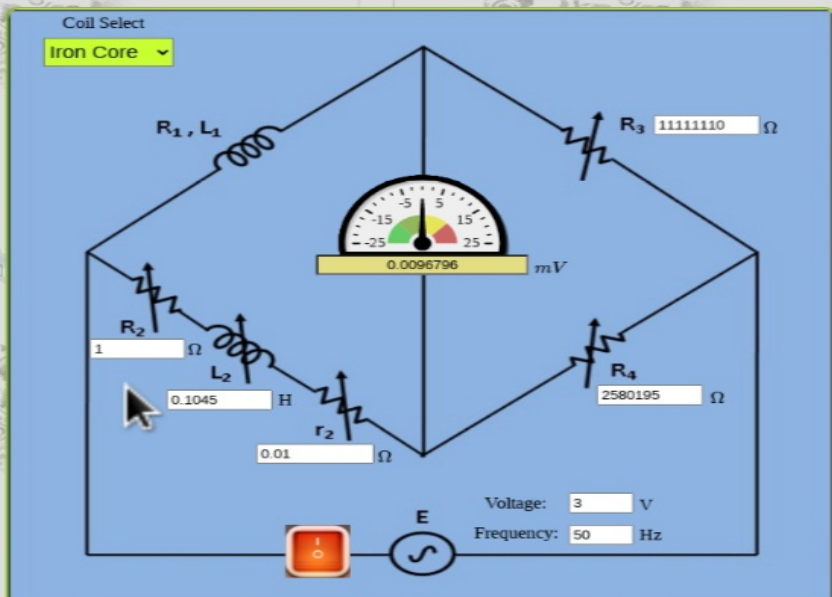 Coil Select
Iron Core
R₁ , L₁
R₃ 11111110 Ω
-25 -15 -5 5 15 25
0.0096796 mV
R₂
1 Ω
L₂
0.1045 H
r₂
0.01 Ω
R₄
2580195 Ω
Voltage: 3 V
E
Frequency: 50 Hz
I
O